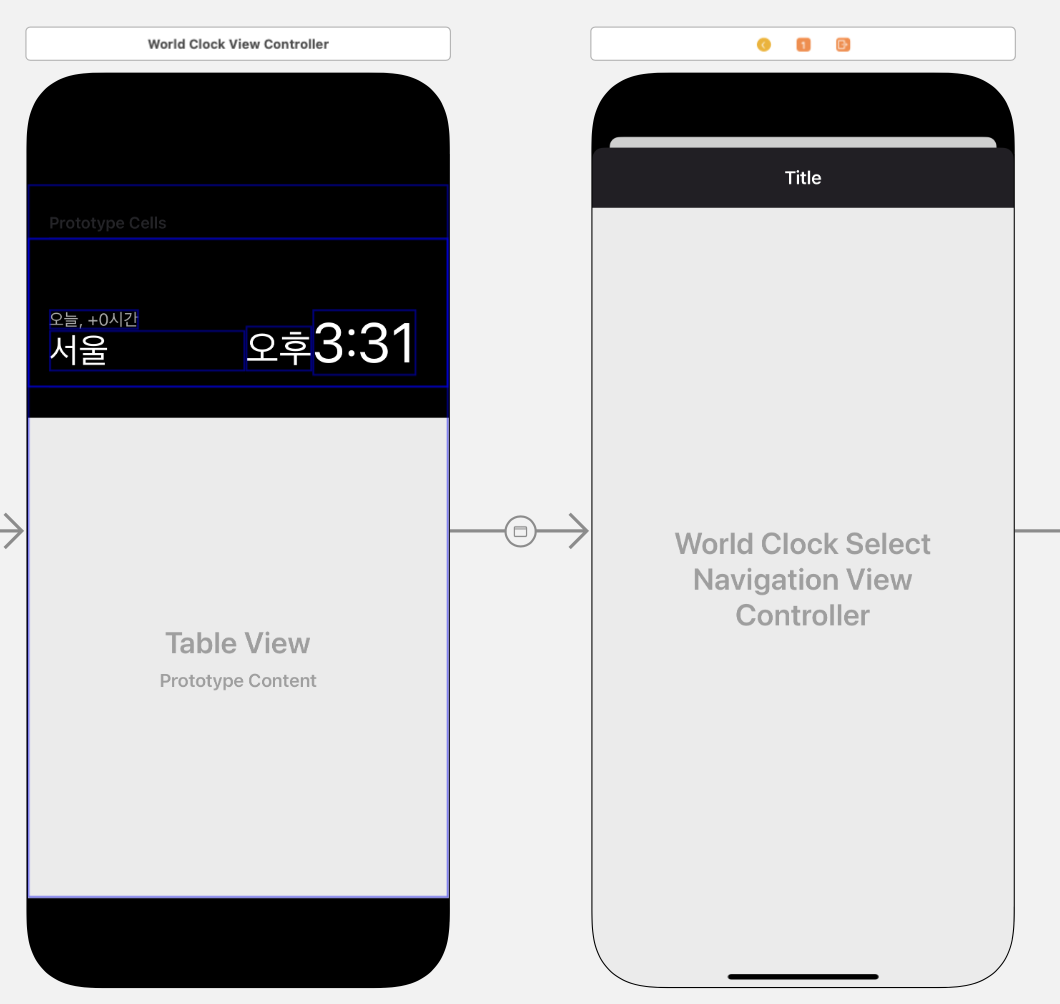 World Clock View Controller
1
Prototype Cells
오늘, +0시간
서울
오후 3:31
Table View
Prototype Content
Title
World Clock Select
Navigation View
Controller